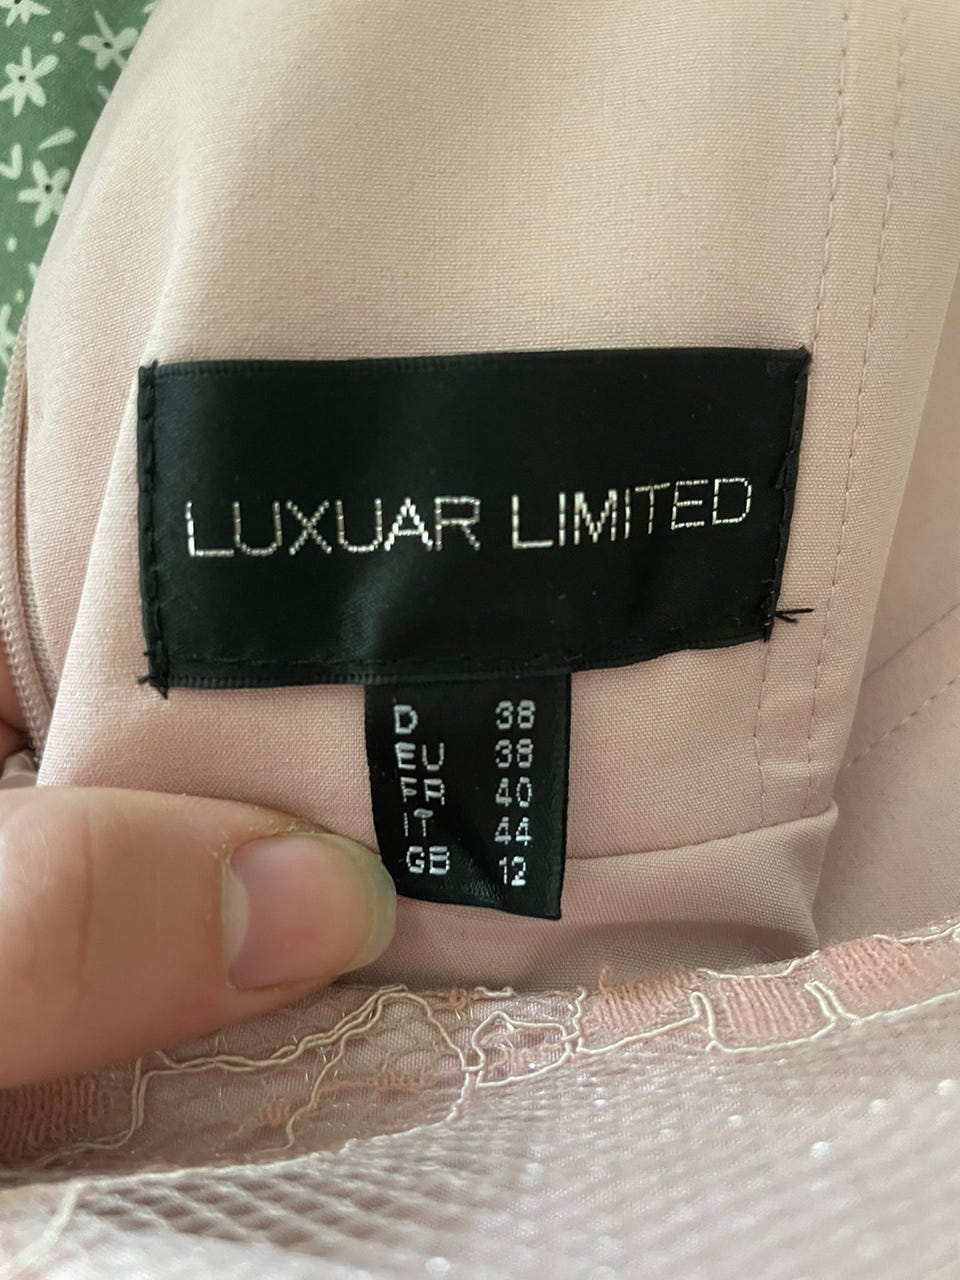 LUXUAR LIMITED
D 38
EU 38
FR 40
IT 44
GB 12